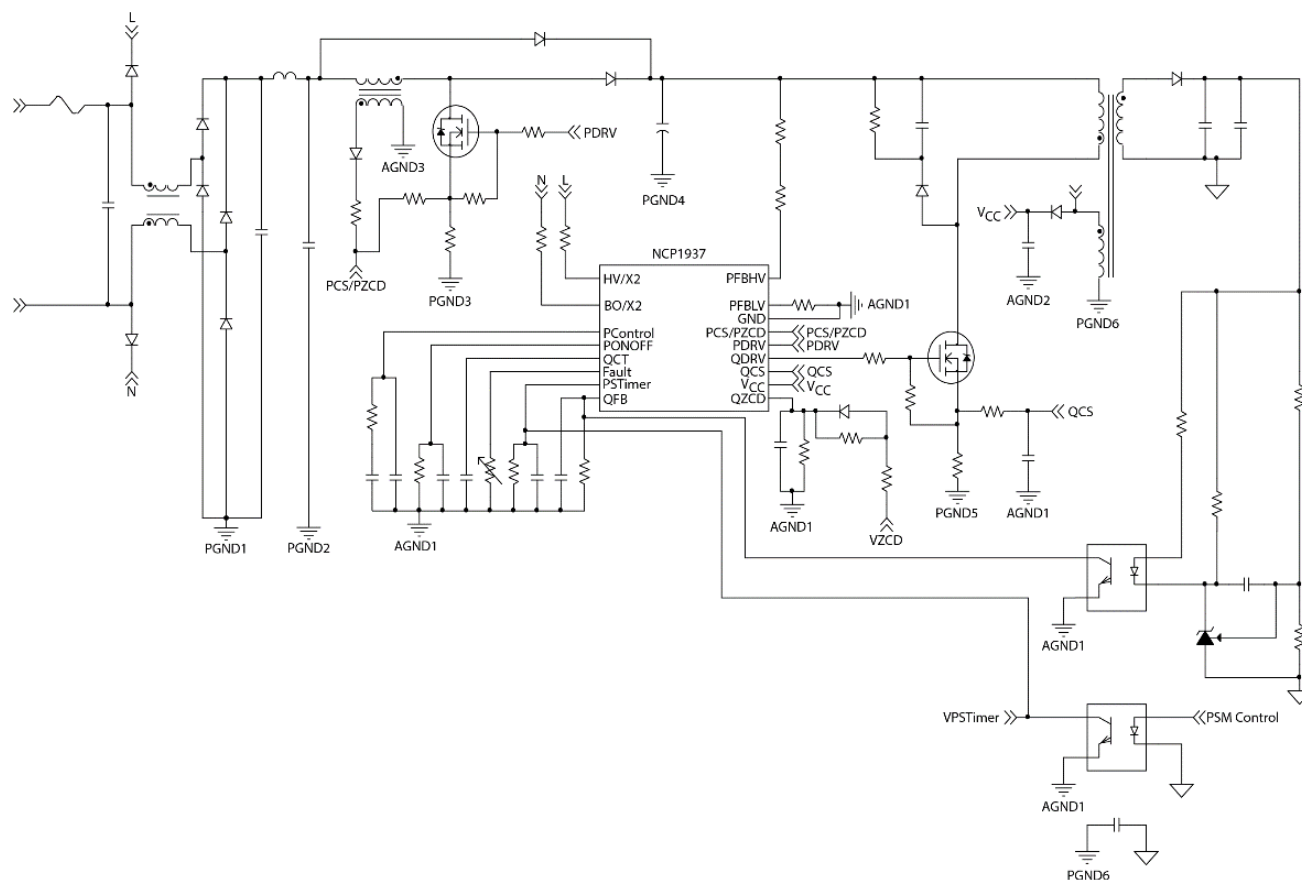 L
PDRV
AGND3
N L
PGND4
VCC
NCP1937
PCS/PZCD
PGND3
HV/X2
PFBHV
AGND2
BO/X2
PFBLV
AGND1
GND
PGND6
PControl
PCS/PZCD
PCS/PZCD
PONOFF
PDRV
PDRV
QCT
QDRV
Fault
QCS
QCS
PSTimer
VCC
VCC
QFB
QZCD
N
QCS
PGND5
AGND1
AGND1
PGND1
PGND2
AGND1
VZCD
AGND1
VPSTimer
PSM Control
AGND1
PGND6